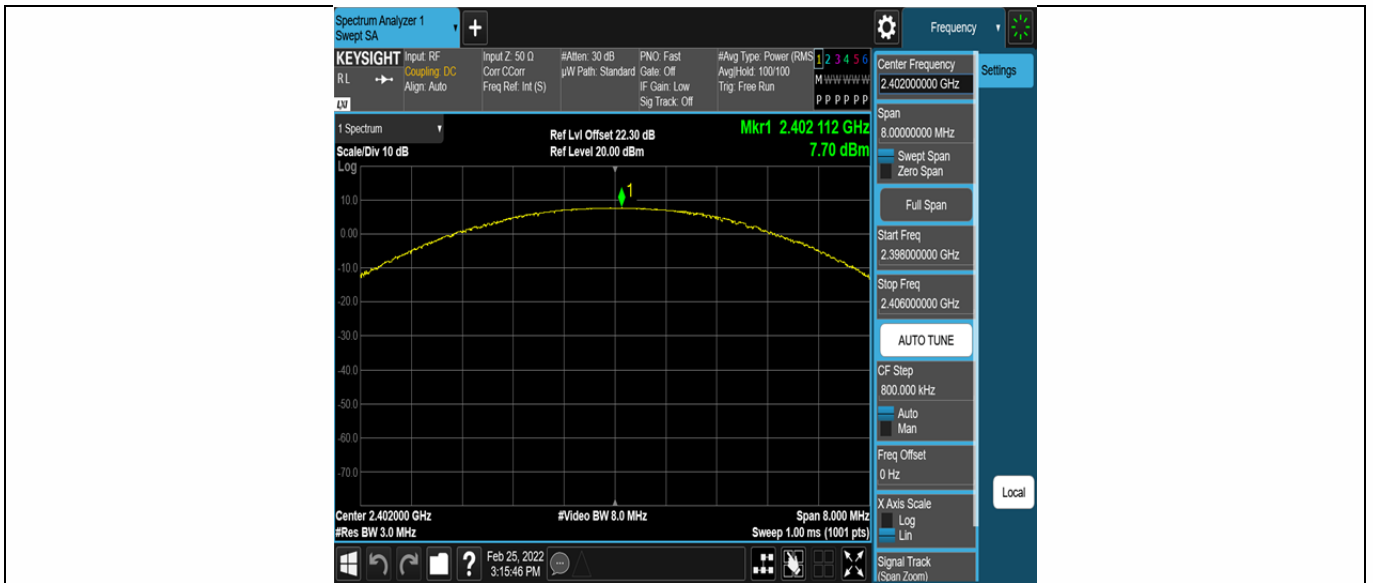 Spectrum Analyzer 1
Swept SA
+
Frequency
KEYSIGHT
RL
LXI
Input: RF
Coupling: DC
Align: Auto
Input Z: 50 Ω
Corr CCorr
Freq Ref: Int (S)
#Atten: 30 dB
µW Path: Standard
PNO: Fast
Gate: Off
IF Gain: Low
Sig Track: Off
#Avg Type: Power (RMS
Avg|Hold: 100/100
Trig: Free Run
1 2 3 4 5 6
M W W W W W
P P P P P P
1 Spectrum
Scale/Div 10 dB
Log
Ref Lvl Offset 22.30 dB
Ref Level 20.00 dBm
Mkr1 2.402 112 GHz
7.70 dBm
1
10.0
0.00
-10.0
-20.0
-30.0
-40.0
-50.0
-60.0
-70.0
Center 2.402000 GHz
#Res BW 3.0 MHz
#Video BW 8.0 MHz
Span 8.000 MHz
Sweep 1.00 ms (1001 pts)
?
Feb 25, 2022
3:15:46 PM
Center Frequency
2.402000000 GHz
Span
8.00000000 MHz
Swept Span
Zero Span
Full Span
Start Freq
2.398000000 GHz
Stop Freq
2.406000000 GHz
AUTO TUNE
CF Step
800.000 kHz
Auto
Man
Freq Offset
0 Hz
X Axis Scale
Log
Lin
Signal Track
(Span Zoom)
Settings
Local